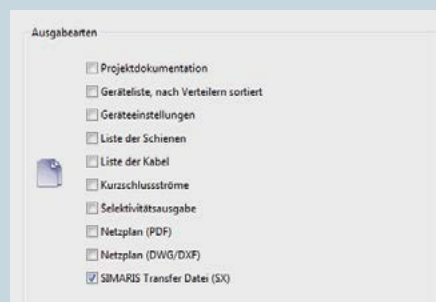 Ausgabearten
Projektdokumentation
Geräteliste, nach Verteilern sortiert
Geräteeinstellungen
Liste der Schienen
Liste der Kabel
Kurzschlussströme
Selektivitätsausgabe
Netzplan (PDF)
Netzplan (DWG/DXF)
SIMARIS Transfer Datei (SX)